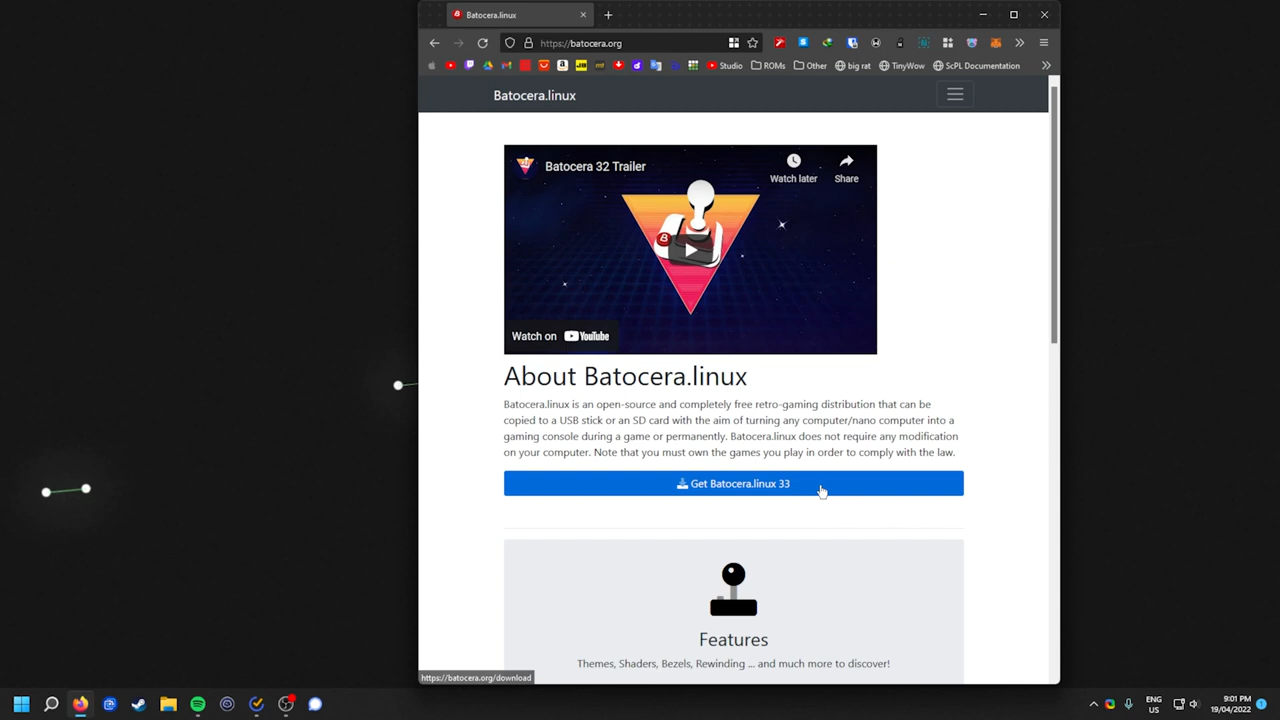 Batocera.linux
https://batocera.org
Studio
ROMs
Other
big rat
TinyWow
ScPL Documentation
Batocera.linux
Batocera 32 Trailer
Watch later
Share
Watch on YouTube
About Batocera.linux
Batocera.linux is an open-source and completely free retro-gaming distribution that can be
copied to a USB stick or an SD card with the aim of turning any computer/nano computer into a
gaming console during a game or permanently. Batocera.linux does not require any modification
on your computer. Note that you must own the games you play in order to comply with the law.
Get Batocera.linux 33
Features
Themes, Shaders, Bezels, Rewinding ... and much more to discover!
https://batocera.org/download
ENG
US
9:01 PM
19/04/2022